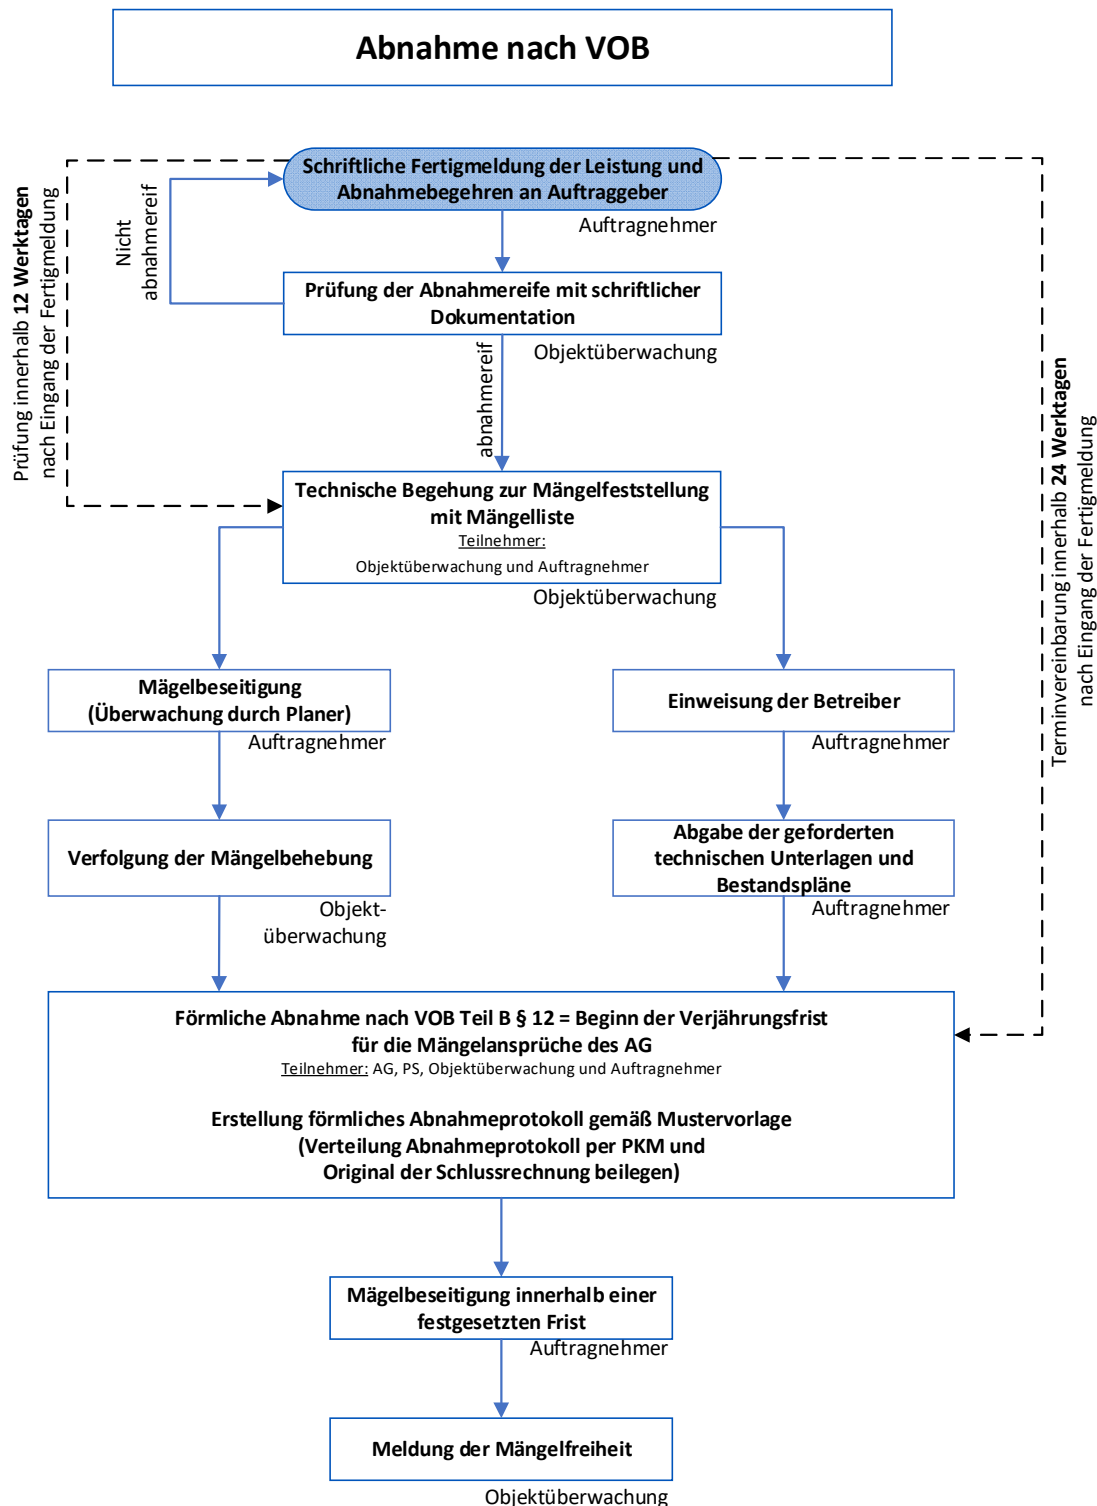 Abnahme nach VOB
Schriftliche Fertigmeldung der Leistung und
Abnahmebegehren an Auftraggeber
Auftragnehmer
Nicht
abnahmereif
Prüfung innerhalb 12 Werktagen
nach Eingang der Fertigmeldung
Prüfung der Abnahmereife mit schriftlicher
Dokumentation
Objektüberwachung
abnahmereif
Terminvereinbarung innerhalb 24 Werktagen
nach Eingang der Fertigmeldung
Technische Begehung zur Mängelfeststellung
mit Mängelliste
Teilnehmer:
Objektüberwachung und Auftragnehmer
Objektüberwachung
Mägelbeseitigung
(Überwachung durch Planer)
Auftragnehmer
Einweisung der Betreiber
Auftragnehmer
Verfolgung der Mängelbehebung
Objekt-
überwachung
Abgabe der geforderten
technischen Unterlagen und
Bestandspläne
Auftragnehmer
Förmliche Abnahme nach VOB Teil B § 12 = Beginn der Verjährungsfrist
für die Mängelansprüche des AG
Teilnehmer: AG, PS, Objektüberwachung und Auftragnehmer
Erstellung förmliches Abnahmeprotokoll gemäß Mustervorlage
(Verteilung Abnahmeprotokoll per PKM und
Original der Schlussrechnung beilegen)
Mägelbeseitigung innerhalb einer
festgesetzten Frist
Auftragnehmer
Meldung der Mängelfreiheit
Objektüberwachung